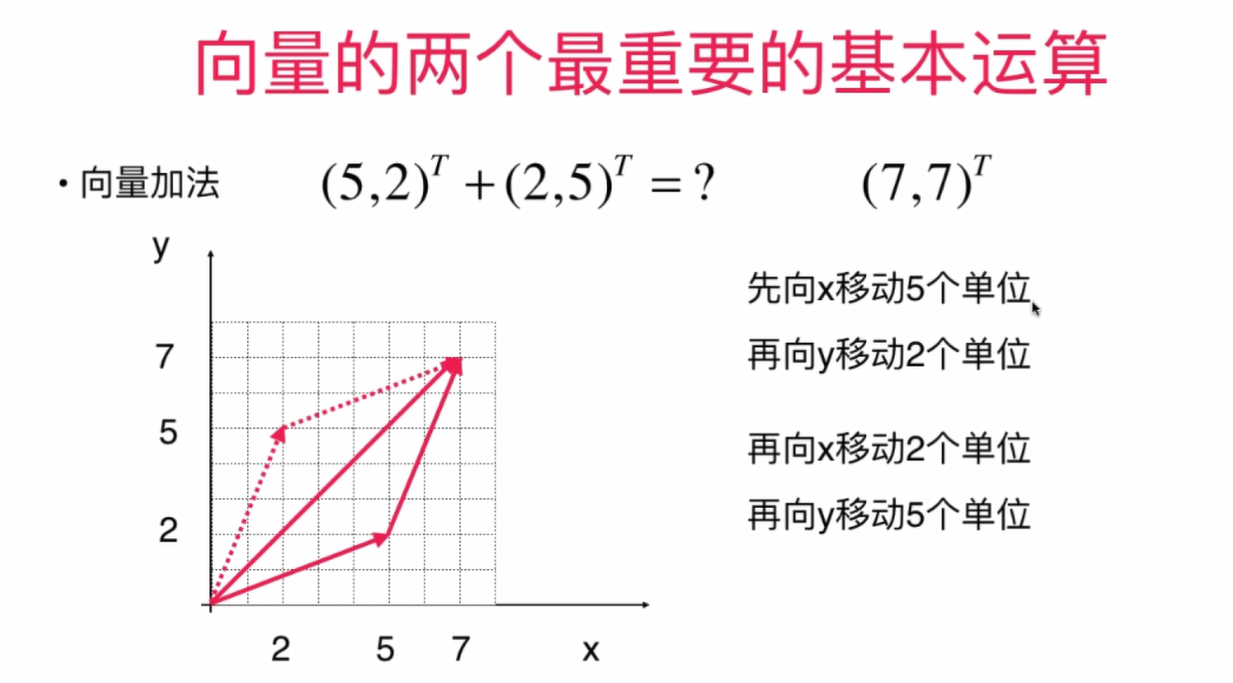 向量的两个最重要的基本运算
• 向量加法 (5,2)^T + (2,5)^T = ? (7,7)^T
y
7
5
2
2 5 7 x
先向x移动5个单位
再向y移动2个单位
再向x移动2个单位
再向y移动5个单位